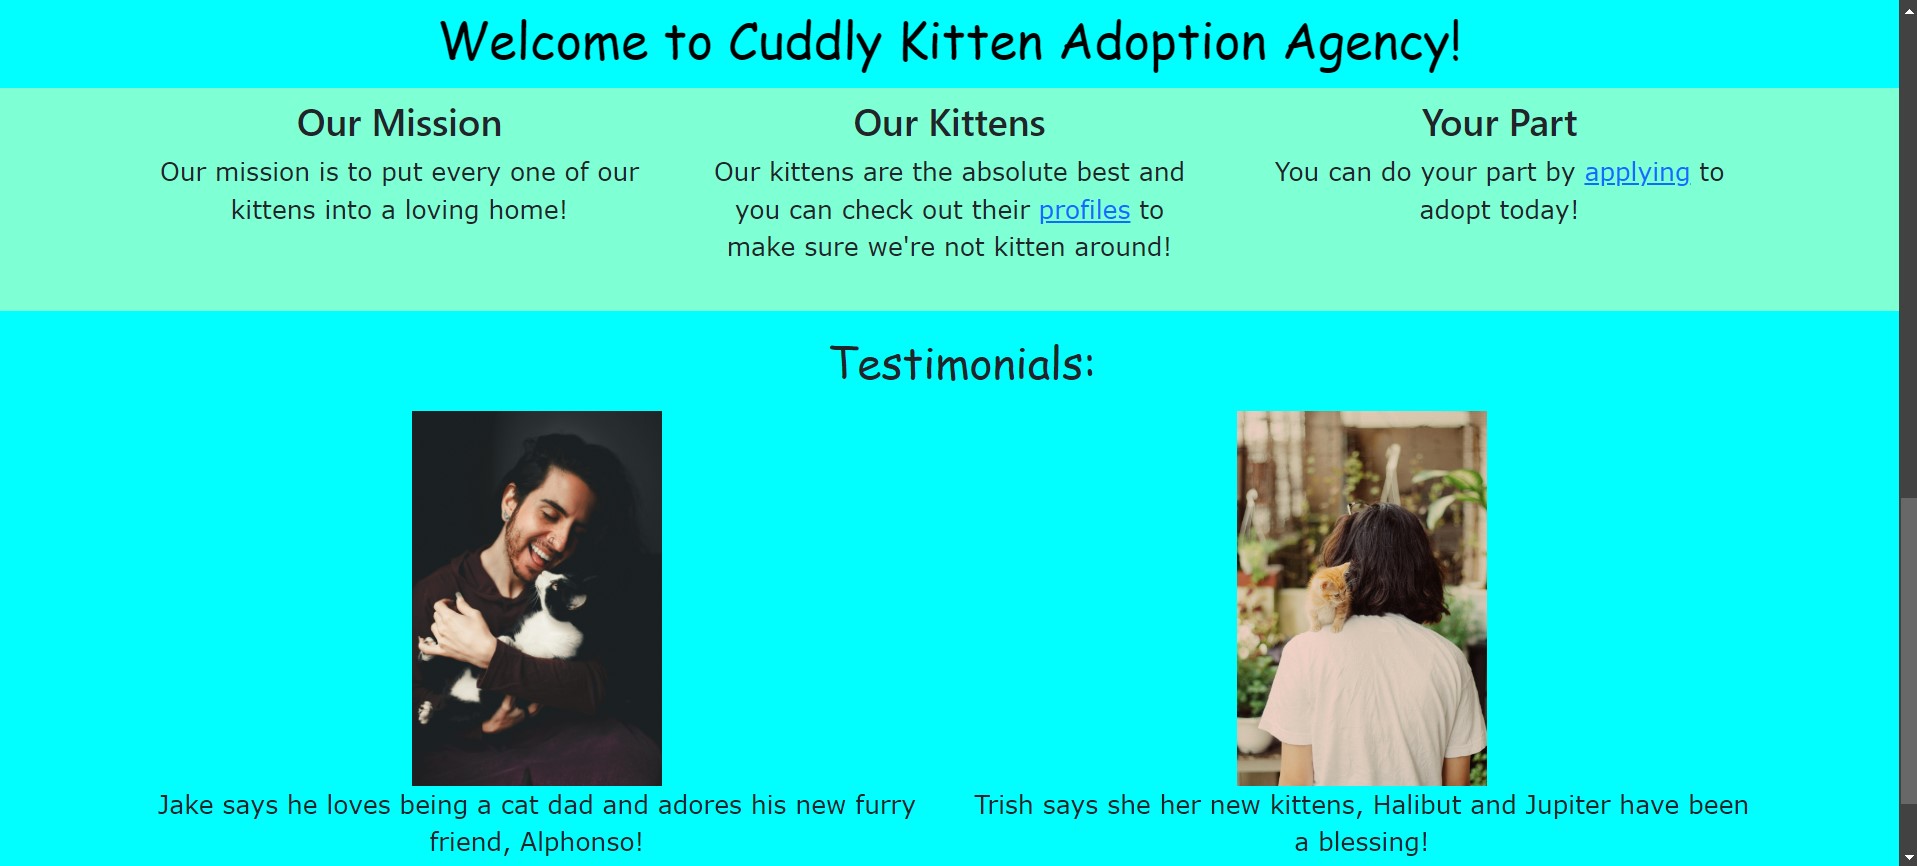 Welcome to Cuddly Kitten Adoption Agency!
Our Mission
Our mission is to put every one of our
kittens into a loving home!
Our Kittens
Our kittens are the absolute best and
you can check out their profiles to
make sure we're not kitten around!
Your Part
You can do your part by applying to
adopt today!
Testimonials:
Jake says he loves being a cat dad and adores his new furry
friend, Alphonso!
Trish says she her new kittens, Halibut and Jupiter have been
a blessing!